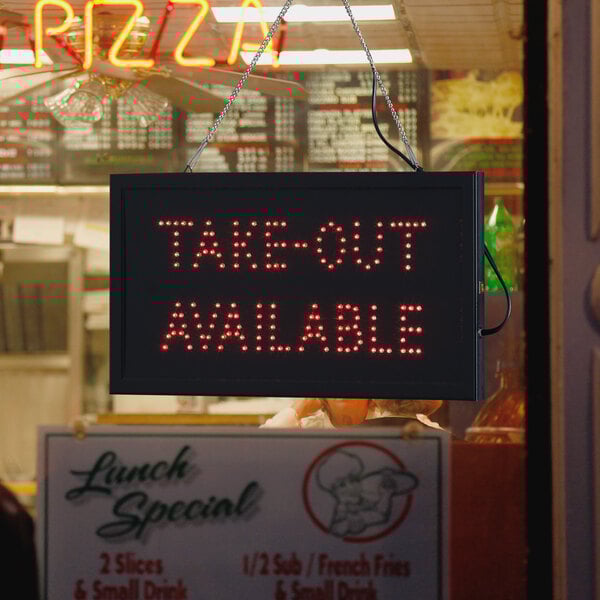 PIZZA
TAKE-OUT
AVAILABLE
Lunch
Special
2 Slices
& Small Drink
1/2 Sub / French Fries
& Small Drink